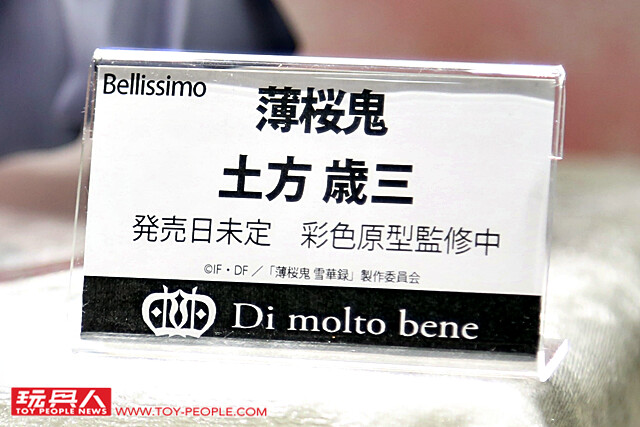 Bellissimo
薄桜鬼
土方 歳三
発売日未定　彩色原型監修中
©IF・DF／「薄桜鬼 雪華録」製作委員会
Di molto bene
玩具人
TOY PEOPLE NEWS
WWW.TOY-PEOPLE.COM